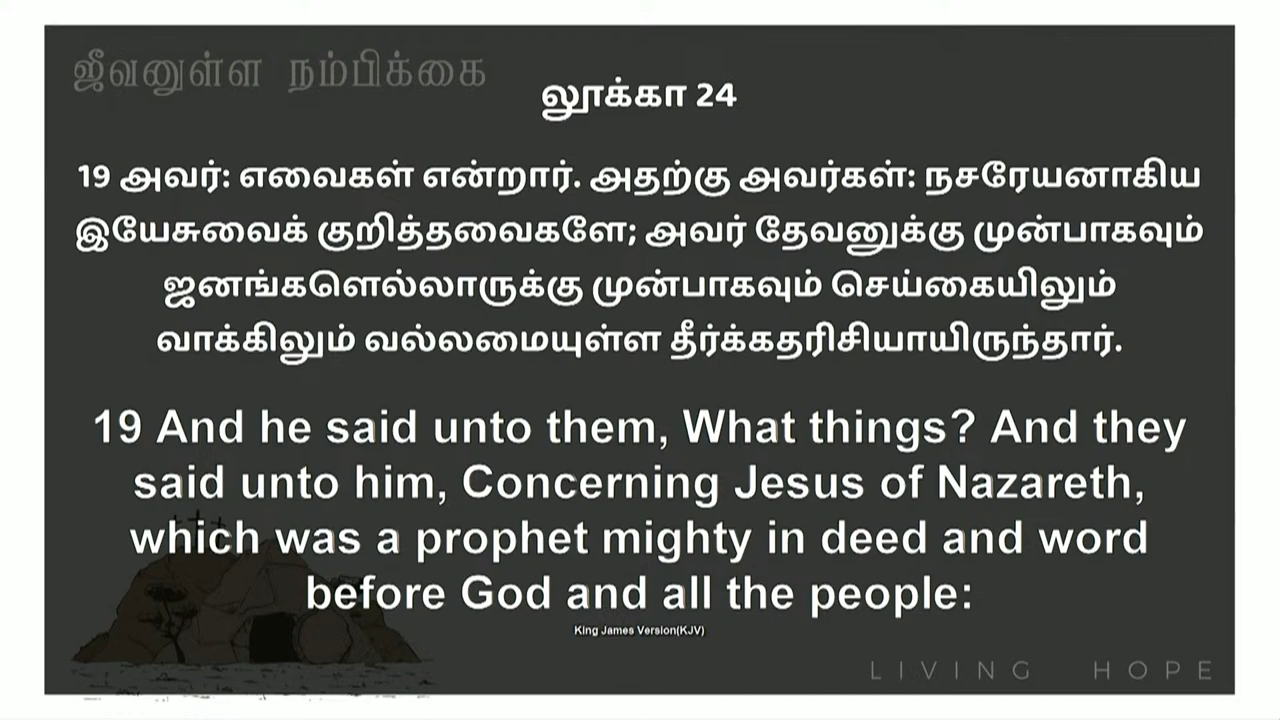 ஜீவனுள்ள நம்பிக்கை
லூக்கா 24
19 அவர்: எவைகள் என்றார். அதற்கு அவர்கள்: நசரேயனாகிய
இயேசுவைக் குறித்தவைகளே; அவர் தேவனுக்கு முன்பாகவும்
ஜனங்களெல்லாருக்கு முன்பாகவும் செய்கையிலும்
வாக்கிலும் வல்லமையுள்ள தீர்க்கதரிசியாயிருந்தார்.
19 And he said unto them, What things? And they
said unto him, Concerning Jesus of Nazareth,
which was a prophet mighty in deed and word
before God and all the people:
King James Version(KJV)
LIVING HOPE